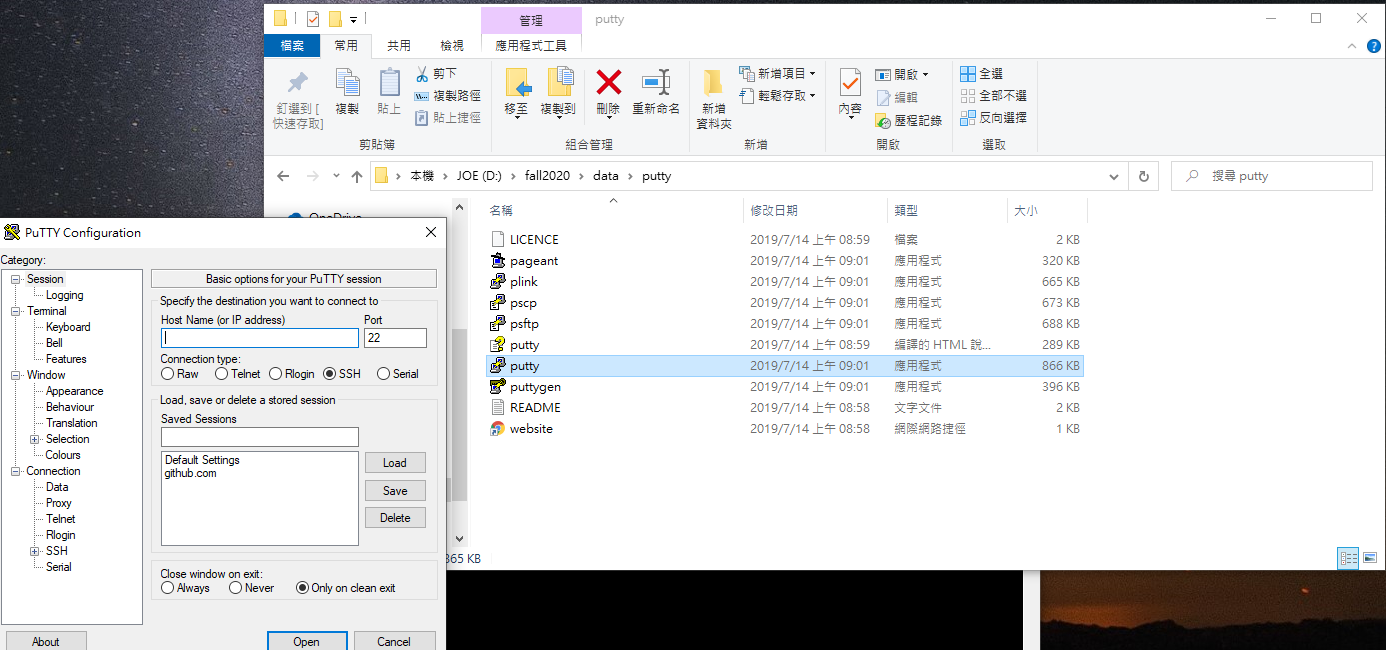 管理
putty
檔案
常用
共用
檢視
應用程式工具
釘選到 [
快速存取]
複製
貼上
剪下
複製路徑
貼上捷徑
剪貼簿
移至
複製到
刪除
重新命名
組合管理
新增
資料夾
新增項目
輕鬆存取
新增
內容
開啟
編輯
歷程記錄
開啟
全選
全部不選
反向選擇
選取
本機 › JOE (D:) › fall2020 › data › putty
搜尋 putty
OneDrive
名稱 修改日期 類型 大小
LICENCE 2019/7/14 上午 08:59 檔案 2 KB
pageant 2019/7/14 上午 09:01 應用程式 320 KB
plink 2019/7/14 上午 09:01 應用程式 665 KB
pscp 2019/7/14 上午 09:01 應用程式 673 KB
psftp 2019/7/14 上午 09:01 應用程式 688 KB
putty 2019/7/14 上午 08:59 編譯的 HTML 說... 289 KB
putty 2019/7/14 上午 09:01 應用程式 866 KB
puttygen 2019/7/14 上午 09:01 應用程式 396 KB
README 2019/7/14 上午 08:58 文字文件 2 KB
website 2019/7/14 上午 08:58 網際網路捷徑 1 KB
KB
PuTTY Configuration
Category:
Session
Logging
Terminal
Keyboard
Bell
Features
Window
Appearance
Behaviour
Translation
Selection
Colours
Connection
Data
Proxy
Telnet
Rlogin
SSH
Serial
Basic options for your PuTTY session
Specify the destination you want to connect to
Host Name (or IP address) Port
22
Connection type:
Raw Telnet Rlogin SSH Serial
Load, save or delete a stored session
Saved Sessions
Default Settings
github.com
Load
Save
Delete
Close window on exit:
Always Never Only on clean exit
About
Open
Cancel